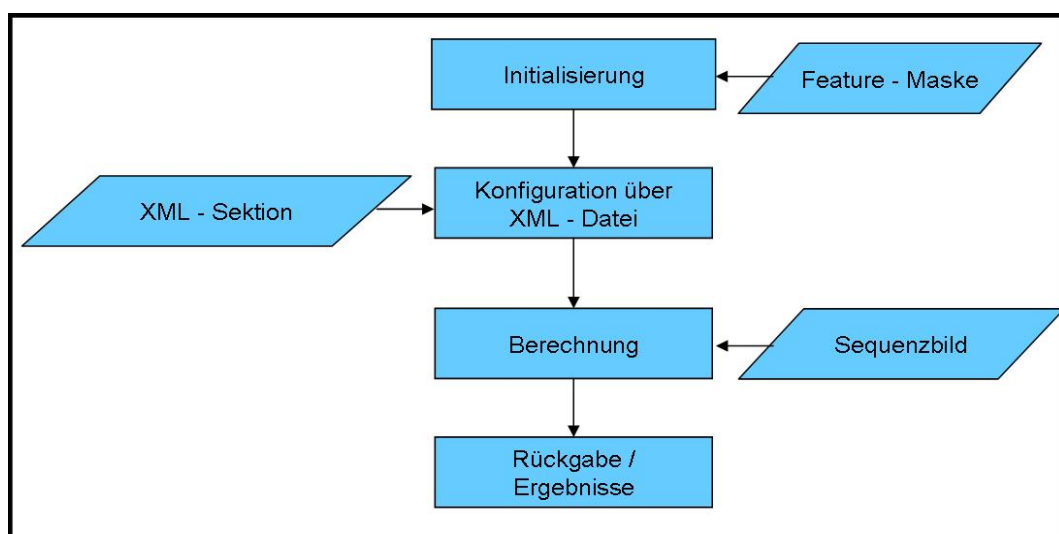 Initialisierung
Feature - Maske
XML - Sektion
Konfiguration über
XML - Datei
Berechnung
Sequenzbild
Rückgabe /
Ergebnisse